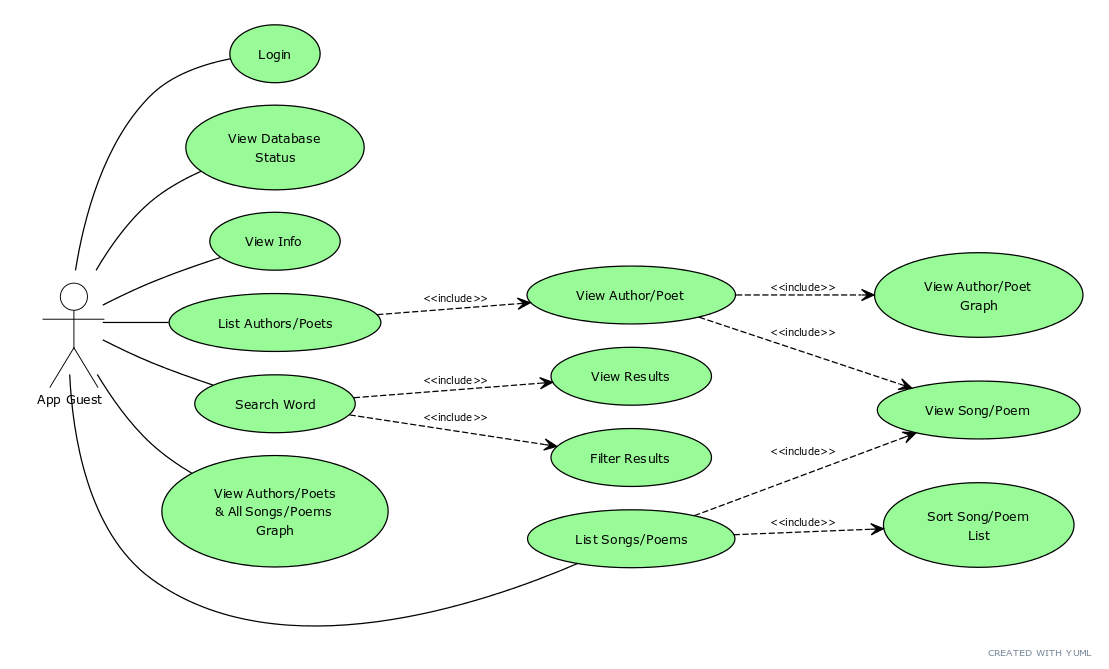 Login
View Database
Status
View Info
List Authors/Poets
<<include>>
View Author/Poet
<<include>>
View Author/Poet
Graph
<<include>>
App Guest
Search Word
<<include>>
View Results
<<include>>
Filter Results
View Song/Poem
<<include>>
View Authors/Poets
& All Songs/Poems
Graph
List Songs/Poems
<<include>>
Sort Song/Poem
List
CREATED WITH YUML